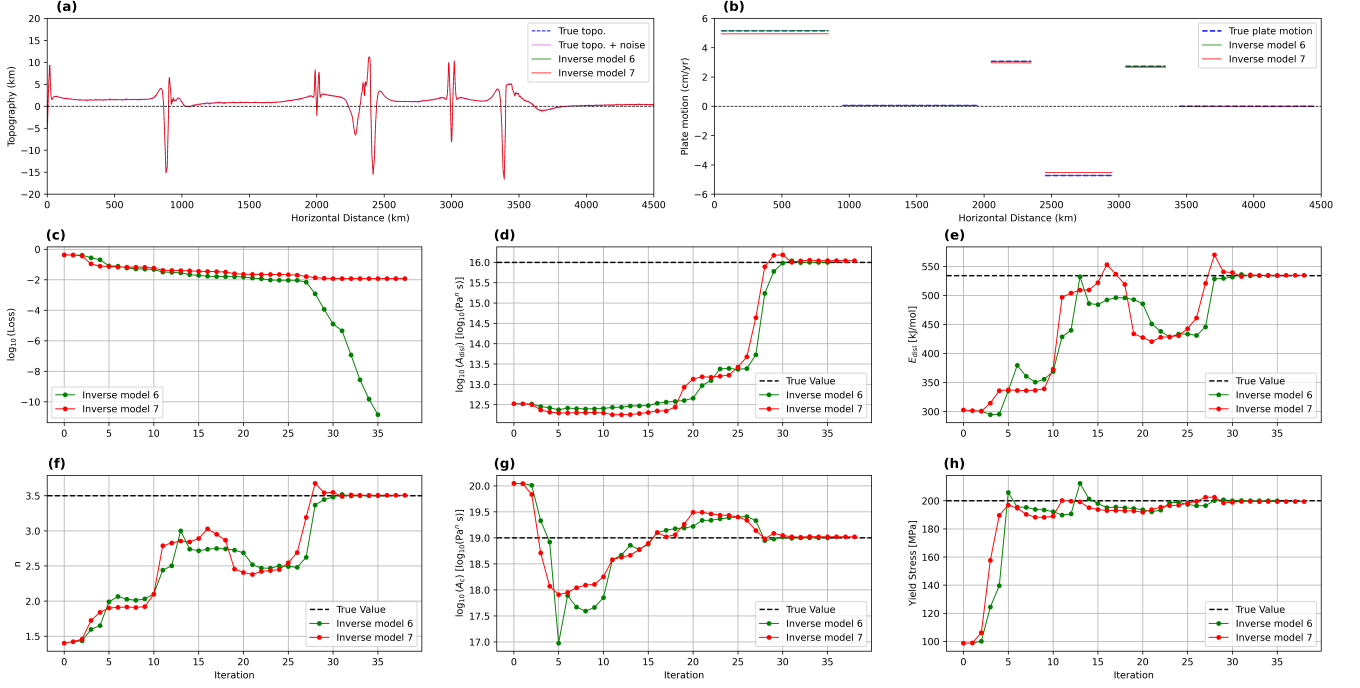 (a)
Topography (km)
20
15
10
5
0
−5
−10
−15
−20
True topo.
True topo. + noise
Inverse model 6
Inverse model 7
0 500 1000 1500 2000 2500 3000 3500 4000 4500
Horizontal Distance (km)
(b)
Plate motion (cm/yr)
6
4
2
0
−2
−4
−6
True plate motion
Inverse model 6
Inverse model 7
0 500 1000 1500 2000 2500 3000 3500 4000 4500
Horizontal Distance (km)
(c)
log₁₀(Loss)
0
−2
−4
−6
−8
−10
Inverse model 6
Inverse model 7
0 5 10 15 20 25 30 35
(d)
log₁₀(A_disl) [log₁₀(Paⁿ s)]
16.0
15.5
15.0
14.5
14.0
13.5
13.0
12.5
True Value
Inverse model 6
Inverse model 7
0 5 10 15 20 25 30 35
(e)
E_disl [kJ/mol]
550
500
450
400
350
300
True Value
Inverse model 6
Inverse model 7
0 5 10 15 20 25 30 35
(f)
n
3.5
3.0
2.5
2.0
1.5
True Value
Inverse model 6
Inverse model 7
0 5 10 15 20 25 30 35
Iteration
(g)
log₁₀(A_c) [log₁₀(Paⁿ s)]
20.0
19.5
19.0
18.5
18.0
17.5
17.0
True Value
Inverse model 6
Inverse model 7
0 5 10 15 20 25 30 35
Iteration
(h)
Yield Stress [MPa]
200
180
160
140
120
100
True Value
Inverse model 6
Inverse model 7
0 5 10 15 20 25 30 35
Iteration